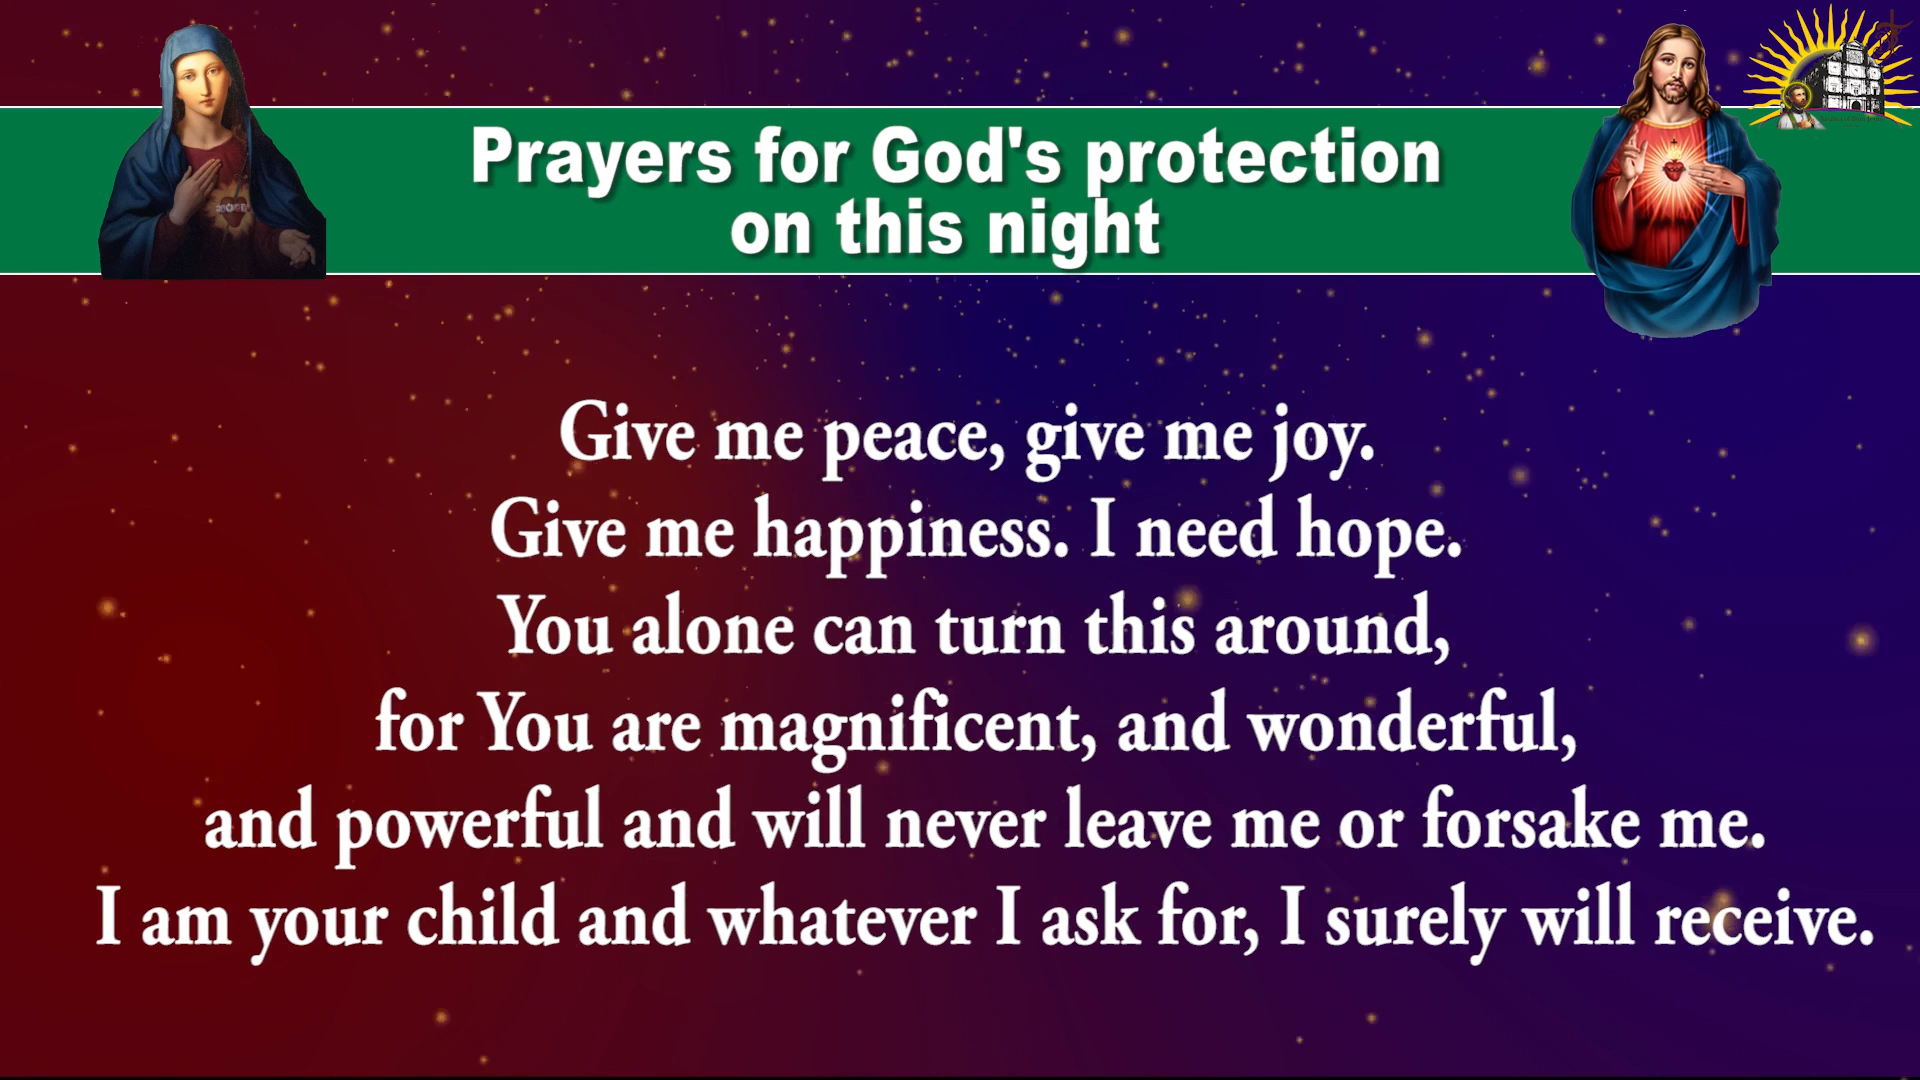 Prayers for God's protection
on this night
Give me peace, give me joy.
Give me happiness. I need hope.
You alone can turn this around,
for You are magnificent, and wonderful,
and powerful and will never leave me or forsake me.
I am your child and whatever I ask for, I surely will receive.